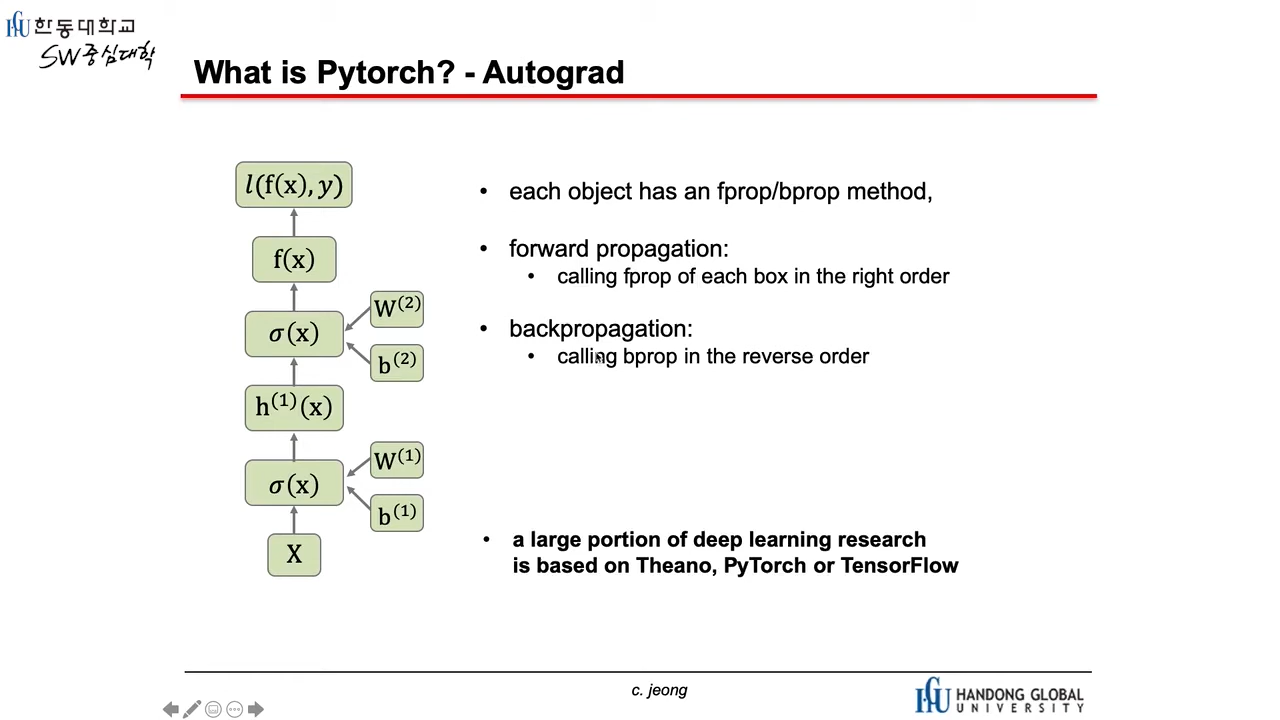 한동대학교
SW중심대학
What is Pytorch? - Autograd
l(f(x), y)
f(x)
σ(x)
W(2)
b(2)
h(1)(x)
σ(x)
W(1)
b(1)
X
• each object has an fprop/bprop method,
• forward propagation:
• calling fprop of each box in the right order
• backpropagation:
• calling bprop in the reverse order
• a large portion of deep learning research
is based on Theano, PyTorch or TensorFlow
c. jeong
HGU HANDONG GLOBAL
UNIVERSITY